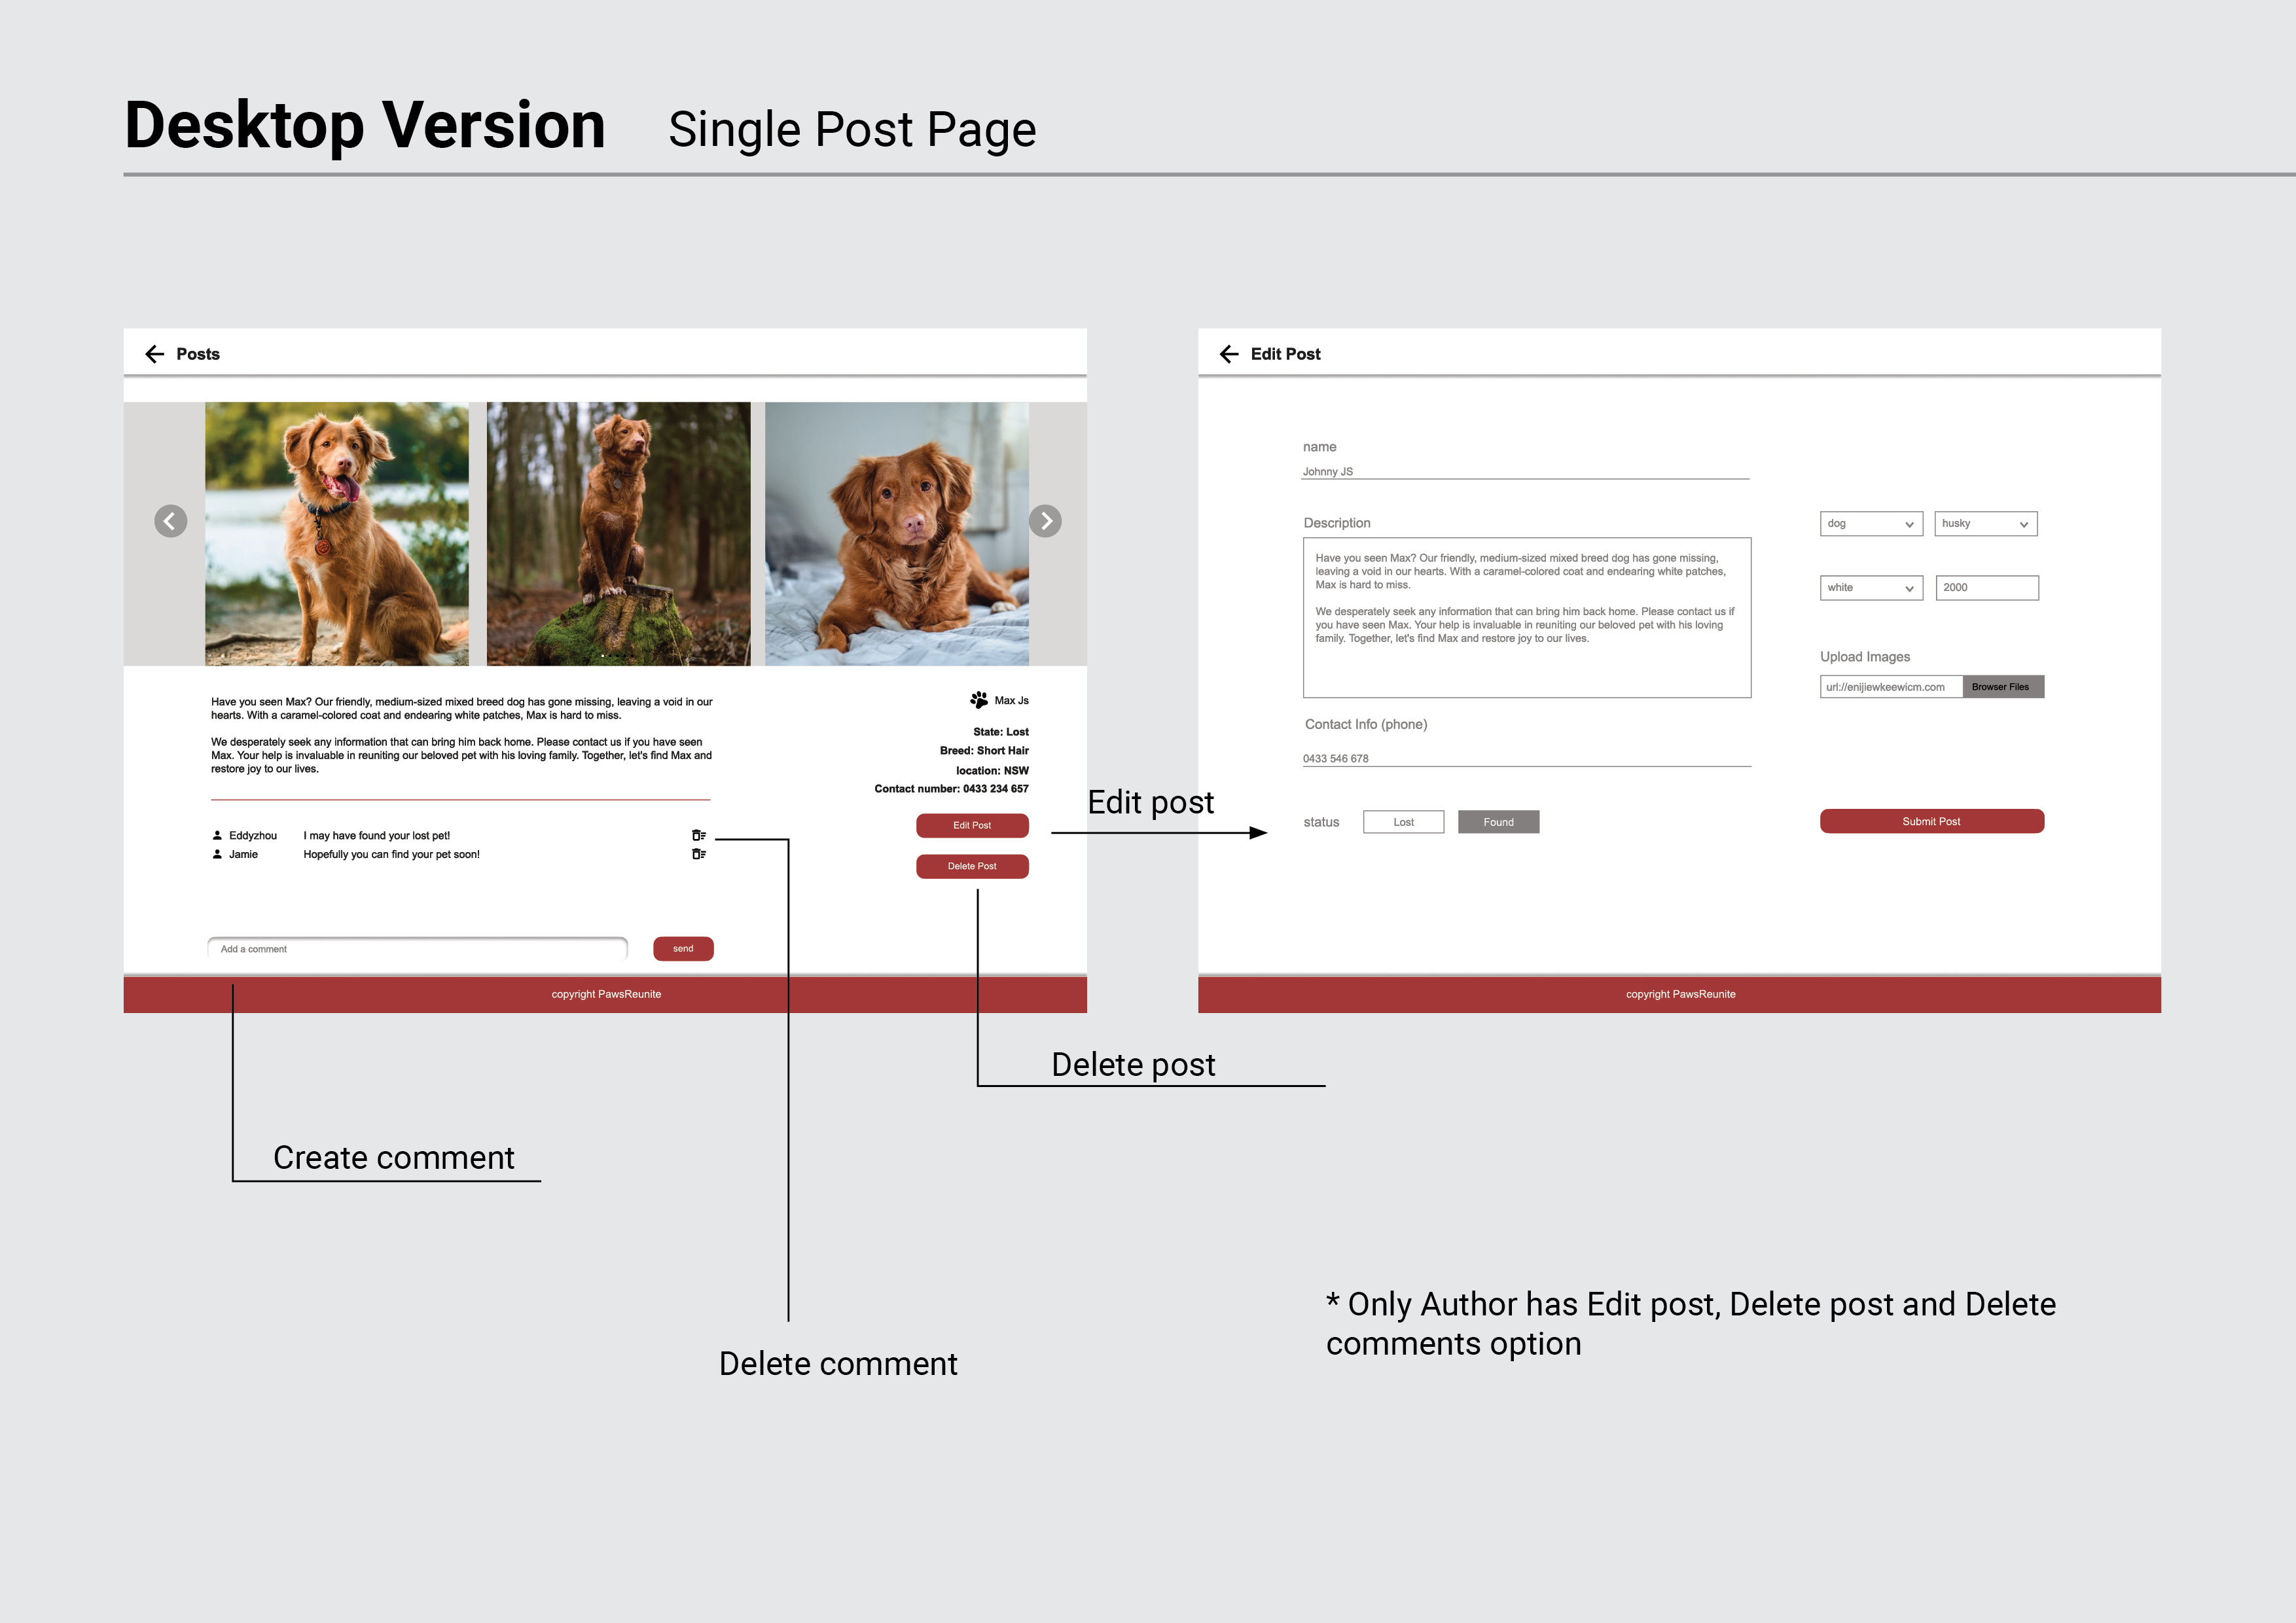 Desktop Version Single Post Page
Posts
Have you seen Max? Our friendly, medium-sized mixed breed dog has gone missing, leaving a void in our
hearts. With a caramel-colored coat and endearing white patches, Max is hard to miss.
We desperately seek any information that can bring him back home. Please contact us if you have seen
Max. Your help is invaluable in reuniting our beloved pet with his loving family. Together, let's find Max and
restore joy to our lives.
Max Js
State: Lost
Breed: Short Hair
location: NSW
Contact number: 0433 234 657
Edit Post
Delete Post
Eddyzhou I may have found your lost pet!
Jamie Hopefully you can find your pet soon!
Add a comment
send
copyright PawsReunite
Edit post
Edit Post
name
Johnny JS
Description
Have you seen Max? Our friendly, medium-sized mixed breed dog has gone missing,
leaving a void in our hearts. With a caramel-colored coat and endearing white patches,
Max is hard to miss.
We desperately seek any information that can bring him back home. Please contact us if
you have seen Max. Your help is invaluable in reuniting our beloved pet with his loving
family. Together, let's find Max and restore joy to our lives.
Contact Info (phone)
0433 546 678
status Lost Found
dog husky
white 2000
Upload Images
url://enijiewkeewicm.com Browser Files
Submit Post
copyright PawsReunite
Delete post
Create comment
Delete comment
* Only Author has Edit post, Delete post and Delete
comments option